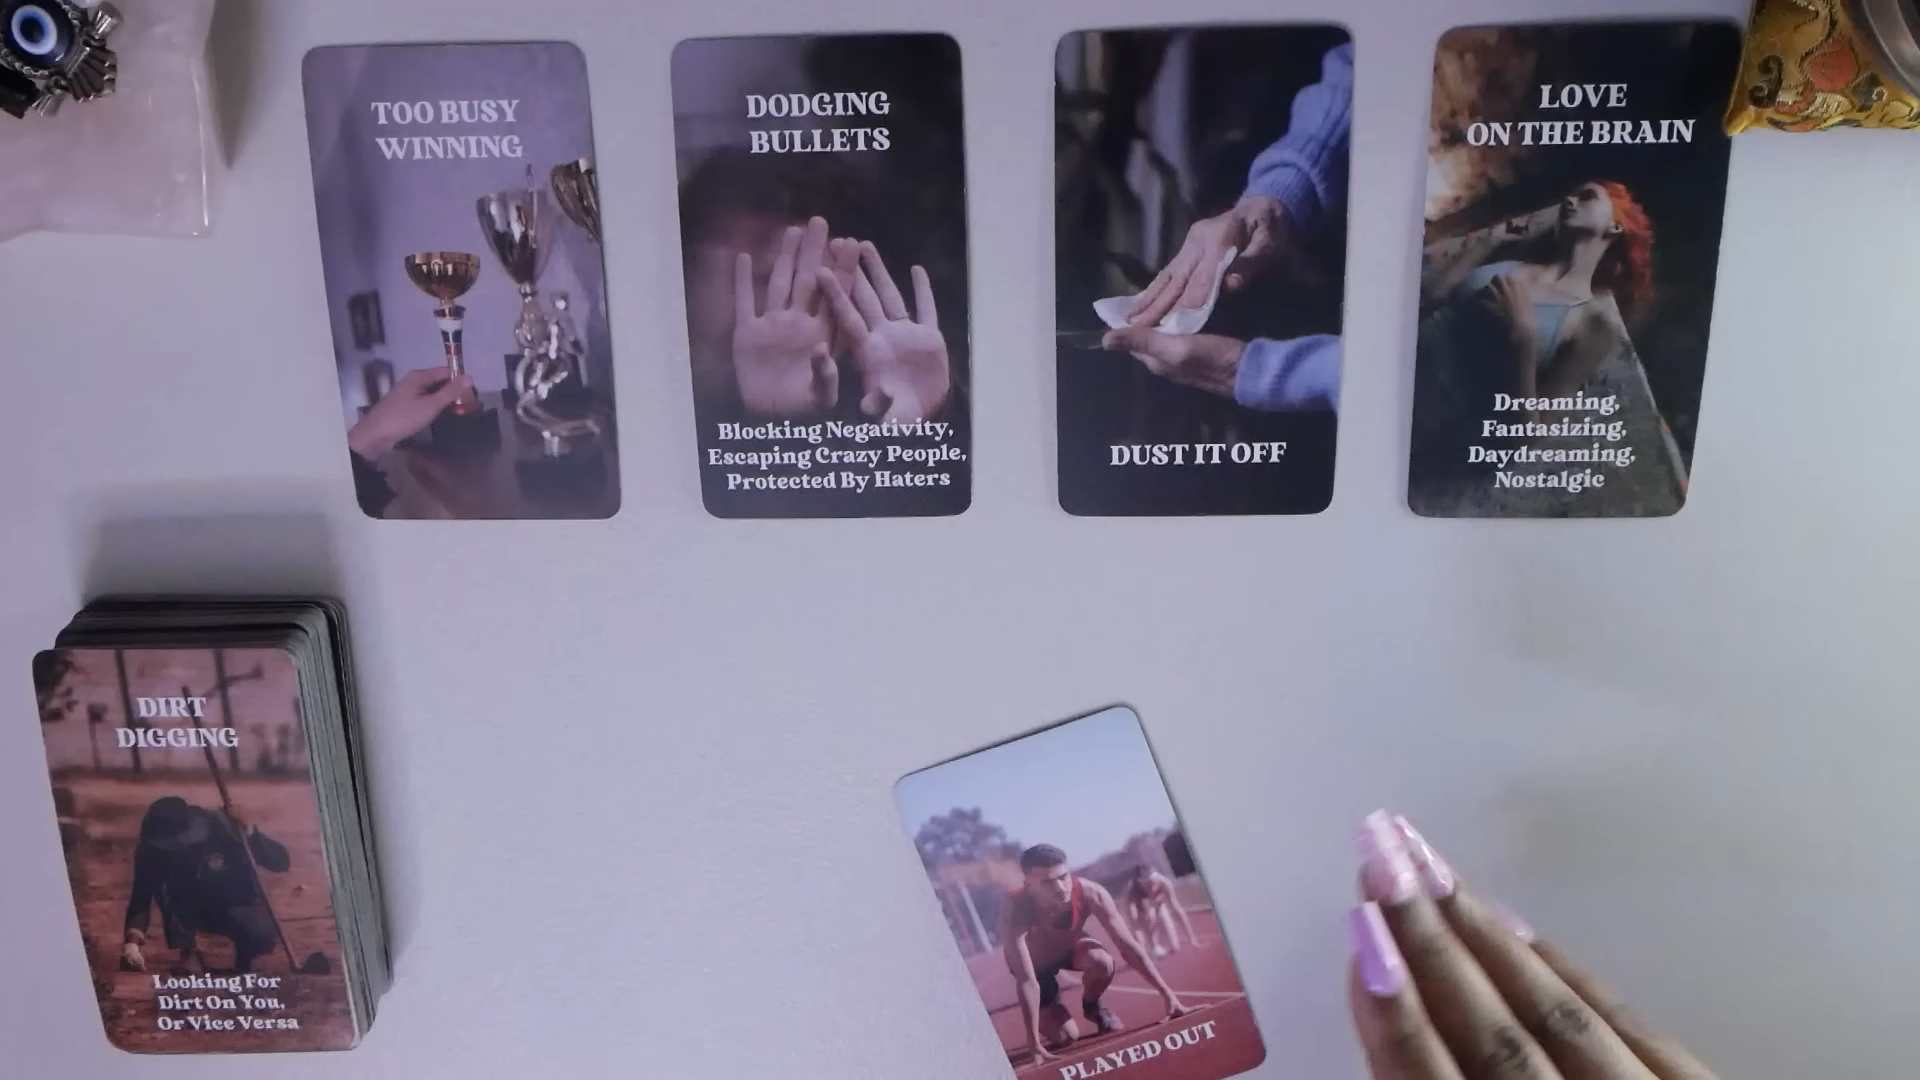 TOO BUSY
WINNING
DODGING
BULLETS
Blocking Negativity,
Escaping Crazy People,
Protected By Haters
DUST IT OFF
LOVE
ON THE BRAIN
Dreaming,
Fantasizing,
Daydreaming,
Nostalgic
DIRT
DIGGING
Looking For
Dirt On You,
Or Vice Versa
PLAYED OUT